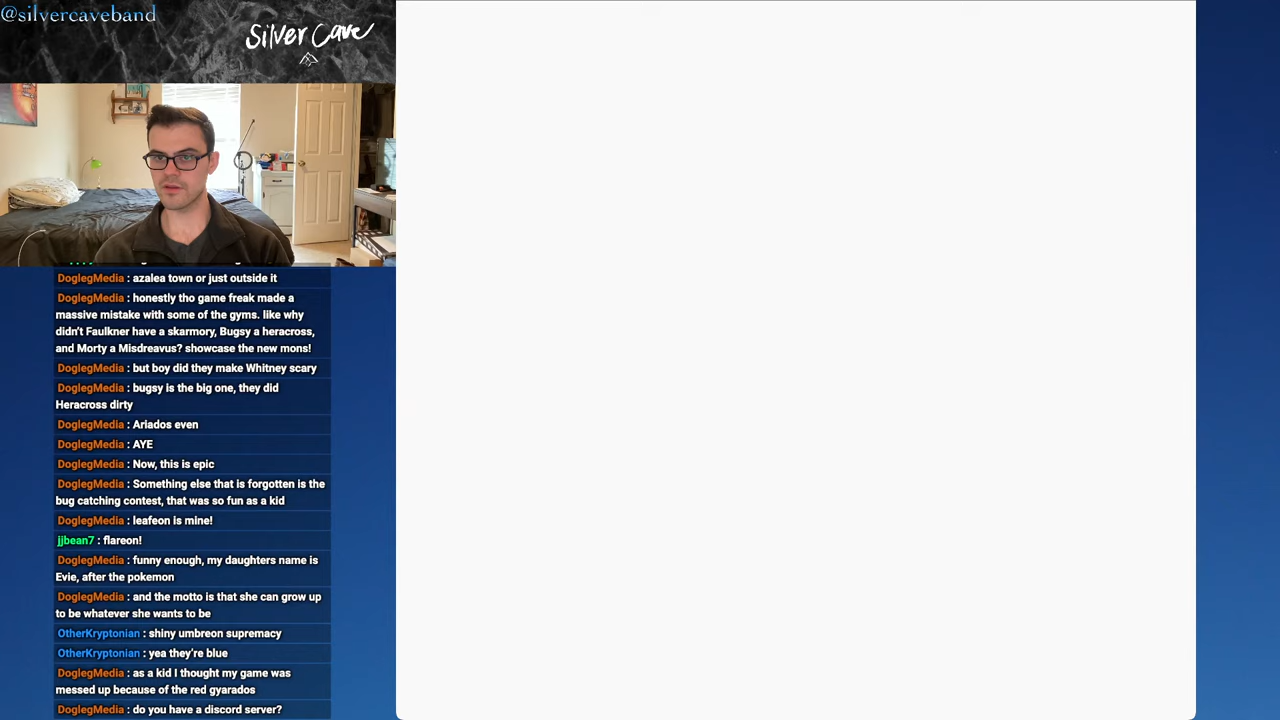 @silvercaveband
Silver Cave
DoglegMedia : azalea town or just outside it
DoglegMedia : honestly tho game freak made a
massive mistake with some of the gyms. like why
didn't Faulkner have a skarmory, Bugsy a heracross,
and Morty a Misdreavus? showcase the new mons!
DoglegMedia : but boy did they make Whitney scary
DoglegMedia : bugsy is the big one, they did
Heracross dirty
DoglegMedia : Ariados even
DoglegMedia : AYE
DoglegMedia : Now, this is epic
DoglegMedia : Something else that is forgotten is the
bug catching contest, that was so fun as a kid
DoglegMedia : leafeon is mine!
jjbean7 : flareon!
DoglegMedia : funny enough, my daughters name is
Evie, after the pokemon
DoglegMedia : and the motto is that she can grow up
to be whatever she wants to be
OtherKryptonian : shiny umbreon supremacy
OtherKryptonian : yea they're blue
DoglegMedia : as a kid I thought my game was
messed up because of the red gyarados
DoglegMedia : do you have a discord server?